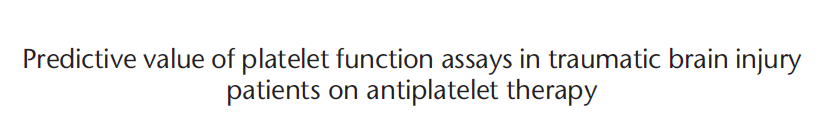 Predictive value of platelet function assays in traumatic brain injury
patients on antiplatelet therapy